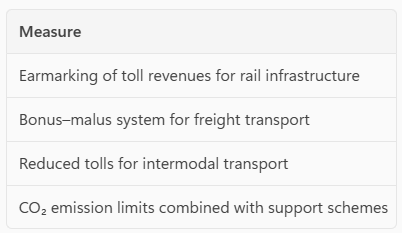 Measure
Earmarking of toll revenues for rail infrastructure
Bonus–malus system for freight transport
Reduced tolls for intermodal transport
CO₂ emission limits combined with support schemes